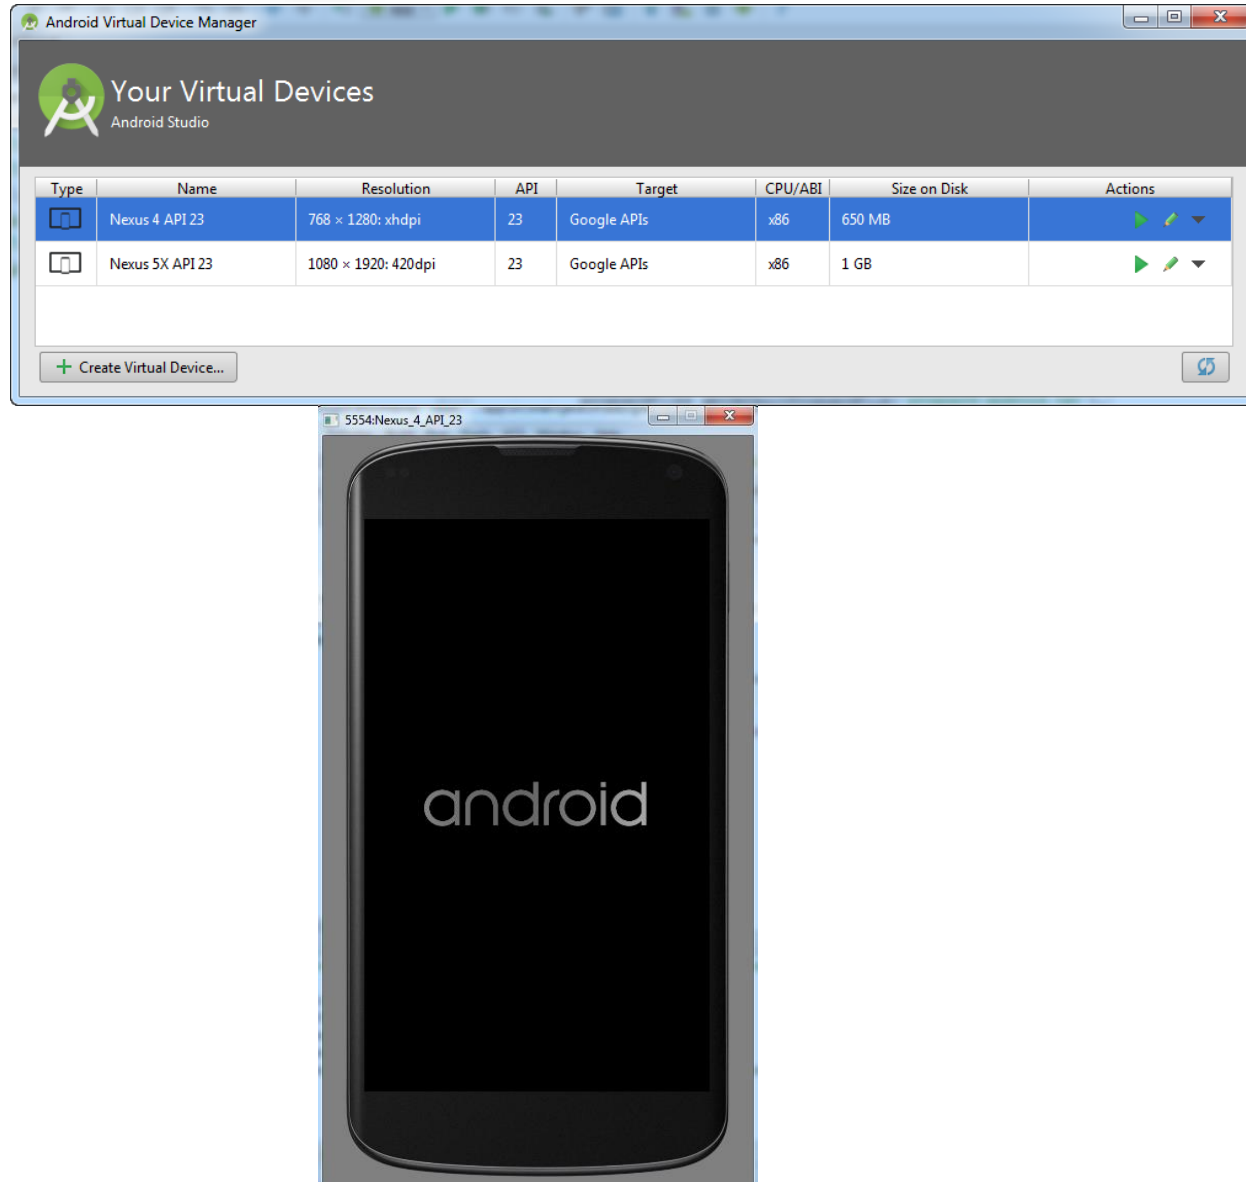 Android Virtual Device Manager
Your Virtual Devices
Android Studio
Type Name Resolution API Target CPU/ABI Size on Disk Actions
Nexus 4 API 23 768 × 1280: xhdpi 23 Google APIs x86 650 MB
Nexus 5X API 23 1080 × 1920: 420dpi 23 Google APIs x86 1 GB
Create Virtual Device...
5554:Nexus_4_API_23
android